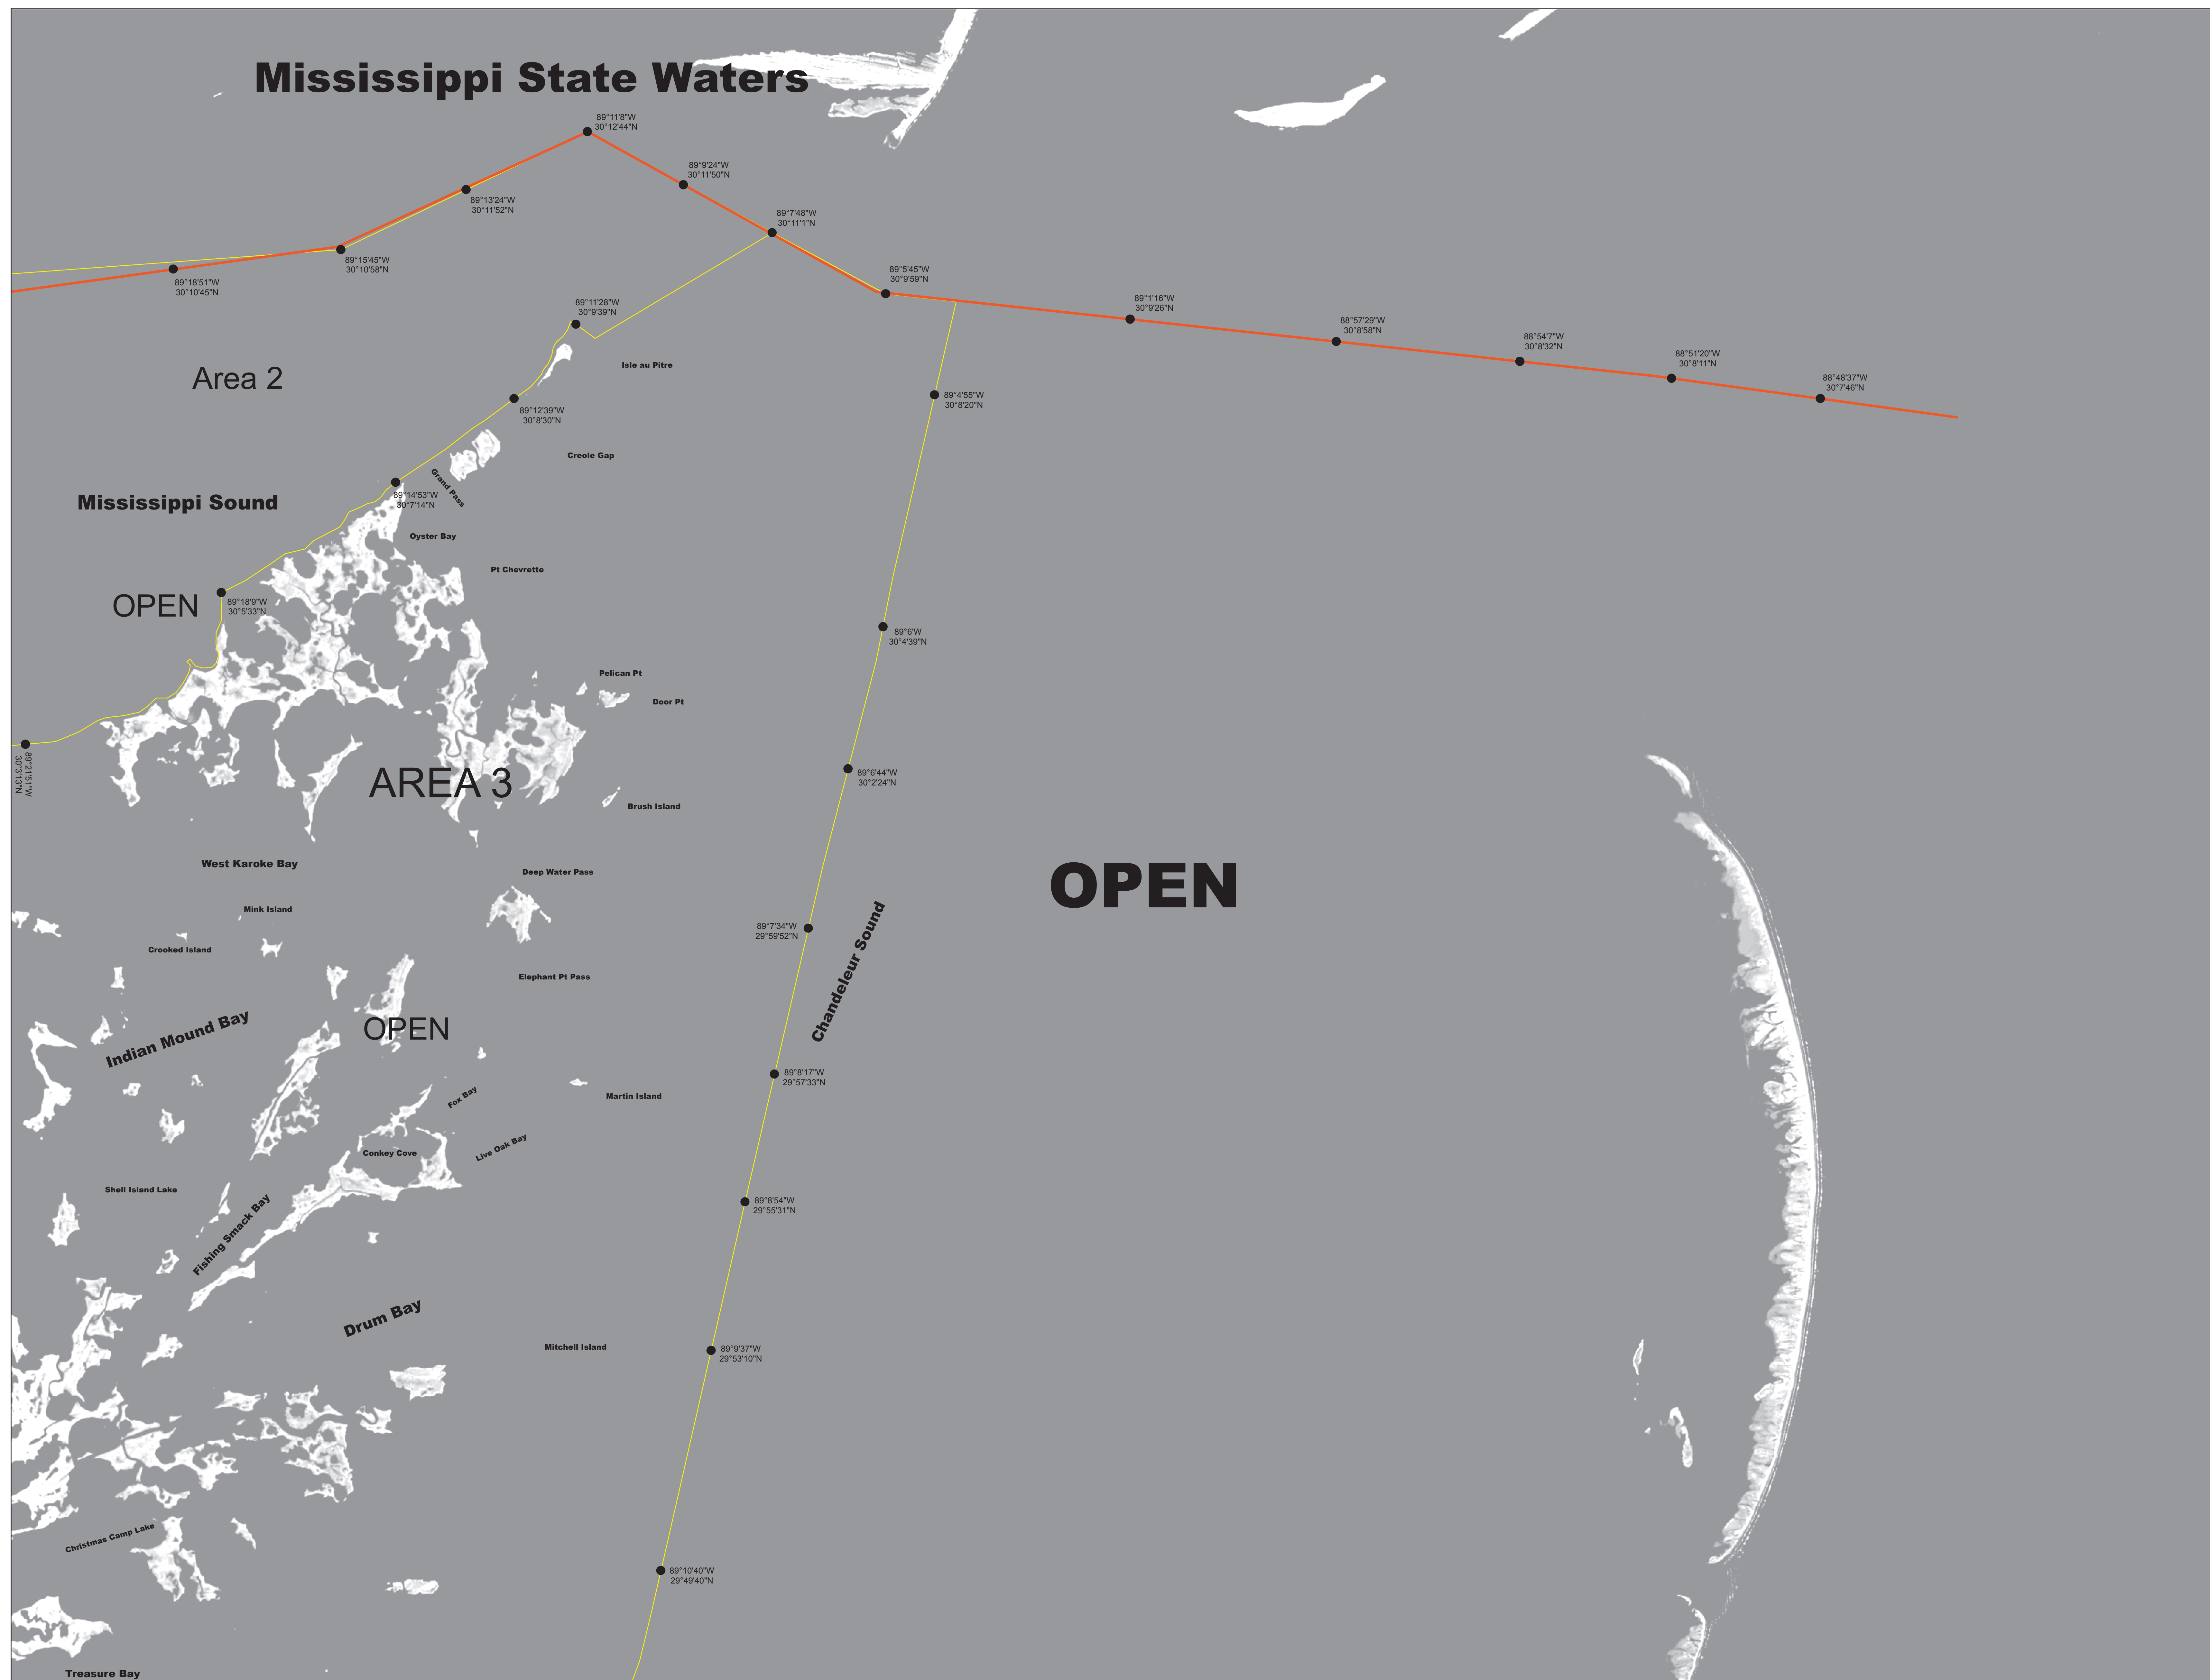 Mississippi State Waters
89°11'8"W
30°12'44"N
89°9'24"W
30°11'50"N
89°13'24"W
30°11'52"N
89°7'48"W
30°11'1"N
89°15'45"W
30°10'58"N
89°18'51"W
30°10'45"N
89°5'45"W
30°9'59"N
89°11'28"W
30°9'39"N
89°1'16"W
30°9'26"N
88°57'29"W
30°8'58"N
88°54'7"W
30°8'32"N
88°51'20"W
30°8'11"N
88°48'37"W
30°7'46"N
Isle au Pitre
Area 2
89°4'55"W
30°8'20"N
89°12'39"W
30°8'30"N
Creole Gap
Grand Pass
Mississippi Sound
89°14'53"W
30°7'14"N
Oyster Bay
Pt Chevrette
OPEN
89°18'9"W
30°5'33"N
89°6'W
30°4'39"N
Pelican Pt
Door Pt
89°21'51"W
30°3'13"N
AREA 3
89°6'44"W
30°2'24"N
Brush Island
West Karoke Bay
Deep Water Pass
OPEN
Mink Island
Crooked Island
89°7'34"W
29°59'52"N
Chandeleur Sound
Elephant Pt Pass
Indian Mound Bay
OPEN
89°8'17"W
29°57'33"N
Fox Bay
Martin Island
Conkey Cove
Live Oak Bay
Shell Island Lake
89°8'54"W
29°55'31"N
Fishing Smack Bay
Drum Bay
Mitchell Island
89°9'37"W
29°53'10"N
Christmas Camp Lake
89°10'40"W
29°49'40"N
Treasure Bay